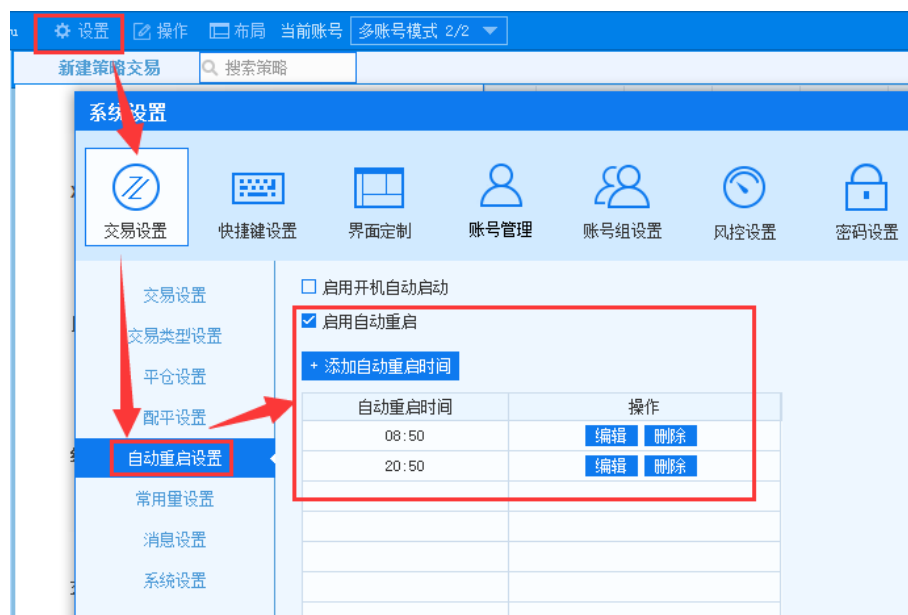 设置 操作 布局 当前账号 多账号模式 2/2
新建策略交易 搜索策略
系统设置
交易设置 快捷键设置 界面定制 账号管理 账号组设置 风控设置 密码设置
交易设置
交易类型设置
平仓设置
配平设置
自动重启设置
常用量设置
消息设置
系统设置
启用开机自动启动
启用自动重启
+ 添加自动重启时间
自动重启时间 操作
08:50 编辑 删除
20:50 编辑 删除